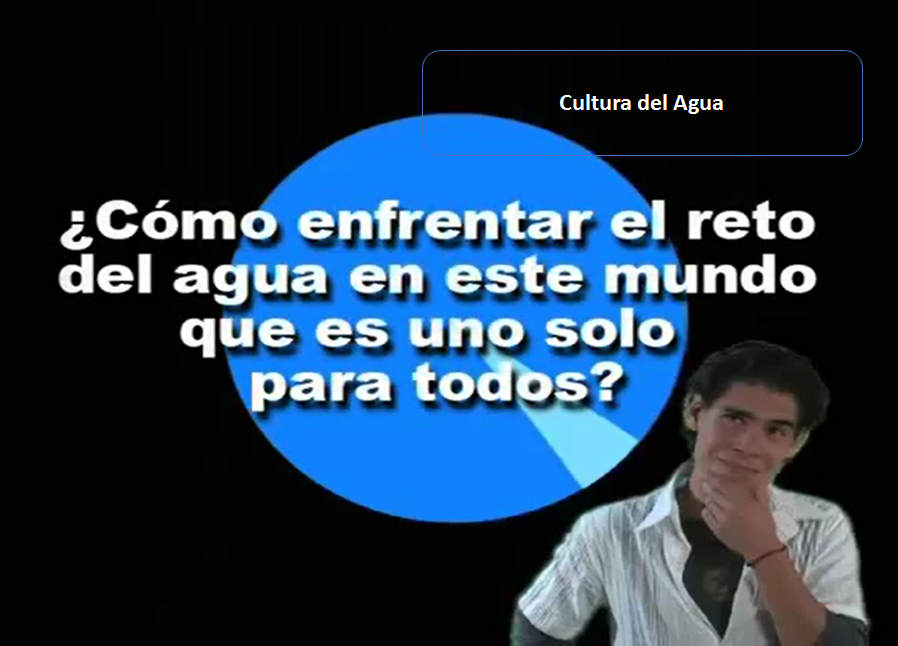 Cultura del Agua
¿Cómo enfrentar el reto
del agua en este mundo
que es uno solo
para todos?